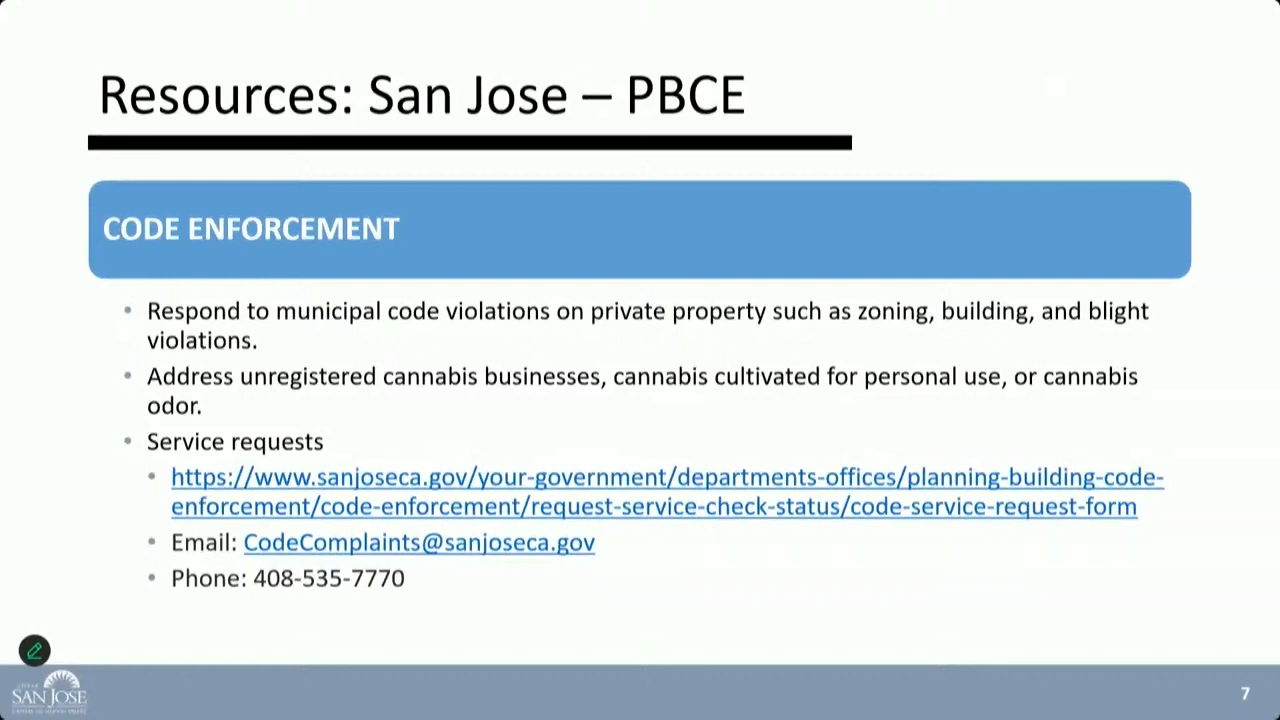 Resources: San Jose – PBCE
CODE ENFORCEMENT
• Respond to municipal code violations on private property such as zoning, building, and blight
violations.
• Address unregistered cannabis businesses, cannabis cultivated for personal use, or cannabis
odor.
• Service requests
• https://www.sanjoseca.gov/your-government/departments-offices/planning-building-code-
enforcement/code-enforcement/request-service-check-status/code-service-request-form
• Email: CodeComplaints@sanjoseca.gov
• Phone: 408-535-7770
CITY OF
SAN JOSE
7